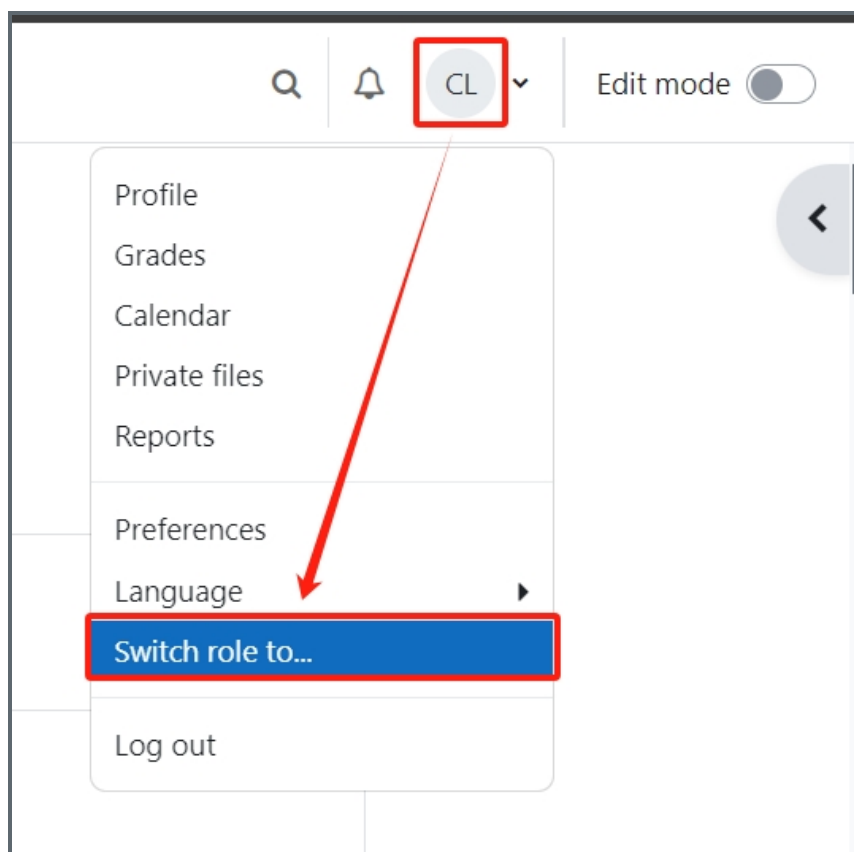 CL
Edit mode
Profile
Grades
Calendar
Private files
Reports
Preferences
Language
Switch role to...
Log out